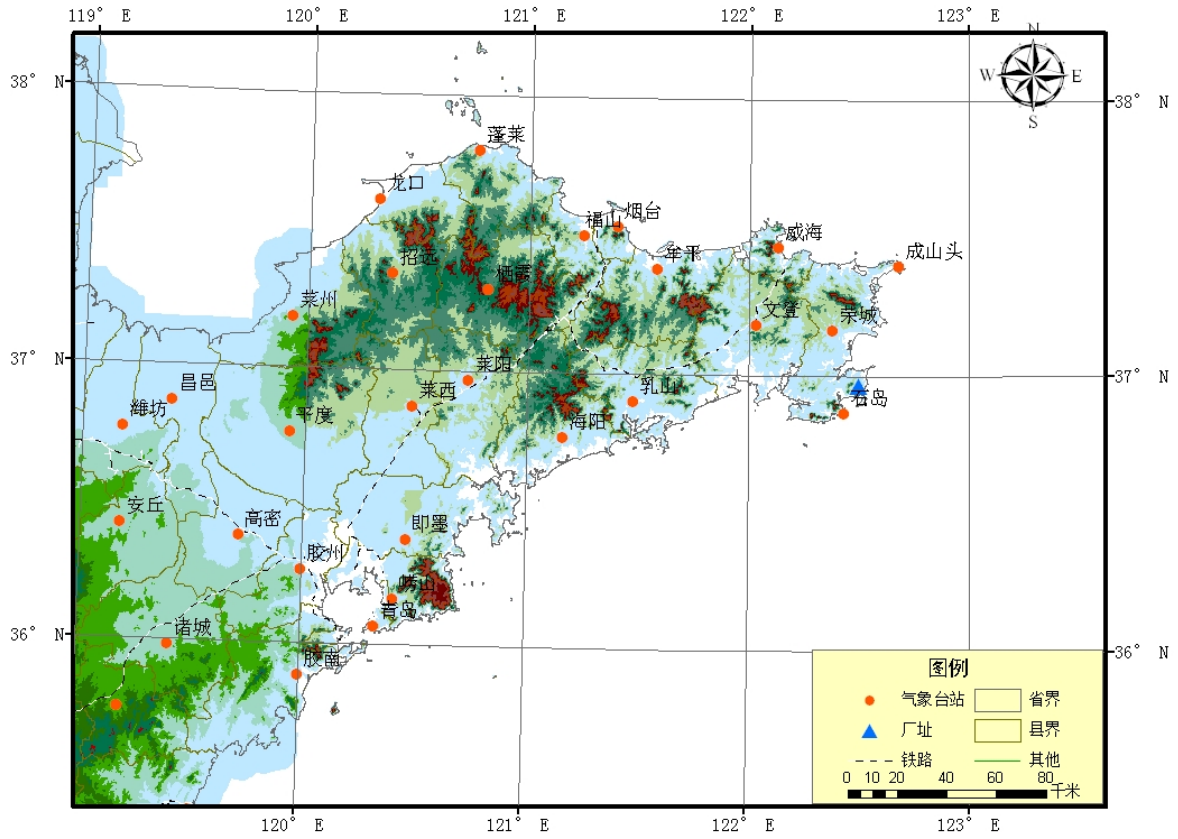 119° E
120° E
121° E
122° E
123° E
N
W
E
S
38° N
38° N
蓬莱
龙口
福山
烟台
威海
成山头
招远
栖霞
牟平
莱州
文登
荣城
37° N
37° N
昌邑
莱阳
莱西
乳山
石岛
潍坊
平度
海阳
安丘
高密
即墨
胶州
崂山
青岛
诸城
36° N
36° N
胶南
图例
气象台站
省界
厂址
县界
铁路
其他
0 10 20 40 60 80
千米
120° E
121° E
122° E
123° E